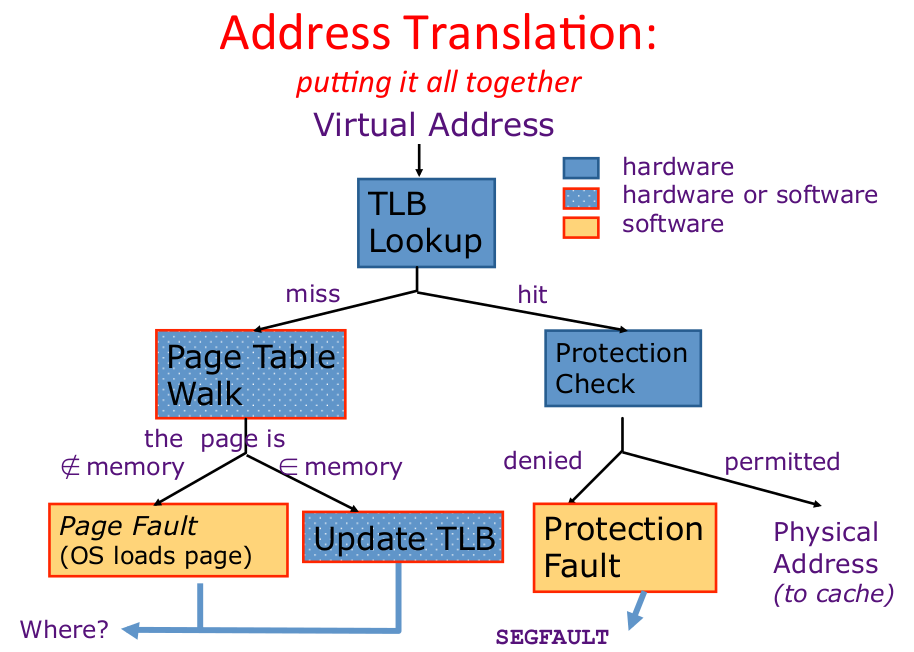 Address Translation:
putting it all together
Virtual Address
hardware
hardware or software
software
TLB
Lookup
miss
hit
Page Table
Walk
Protection
Check
the page is
∉ memory
∈ memory
denied
permitted
Page Fault
(OS loads page)
Update TLB
Protection
Fault
Physical
Address
(to cache)
Where?
SEGFAULT